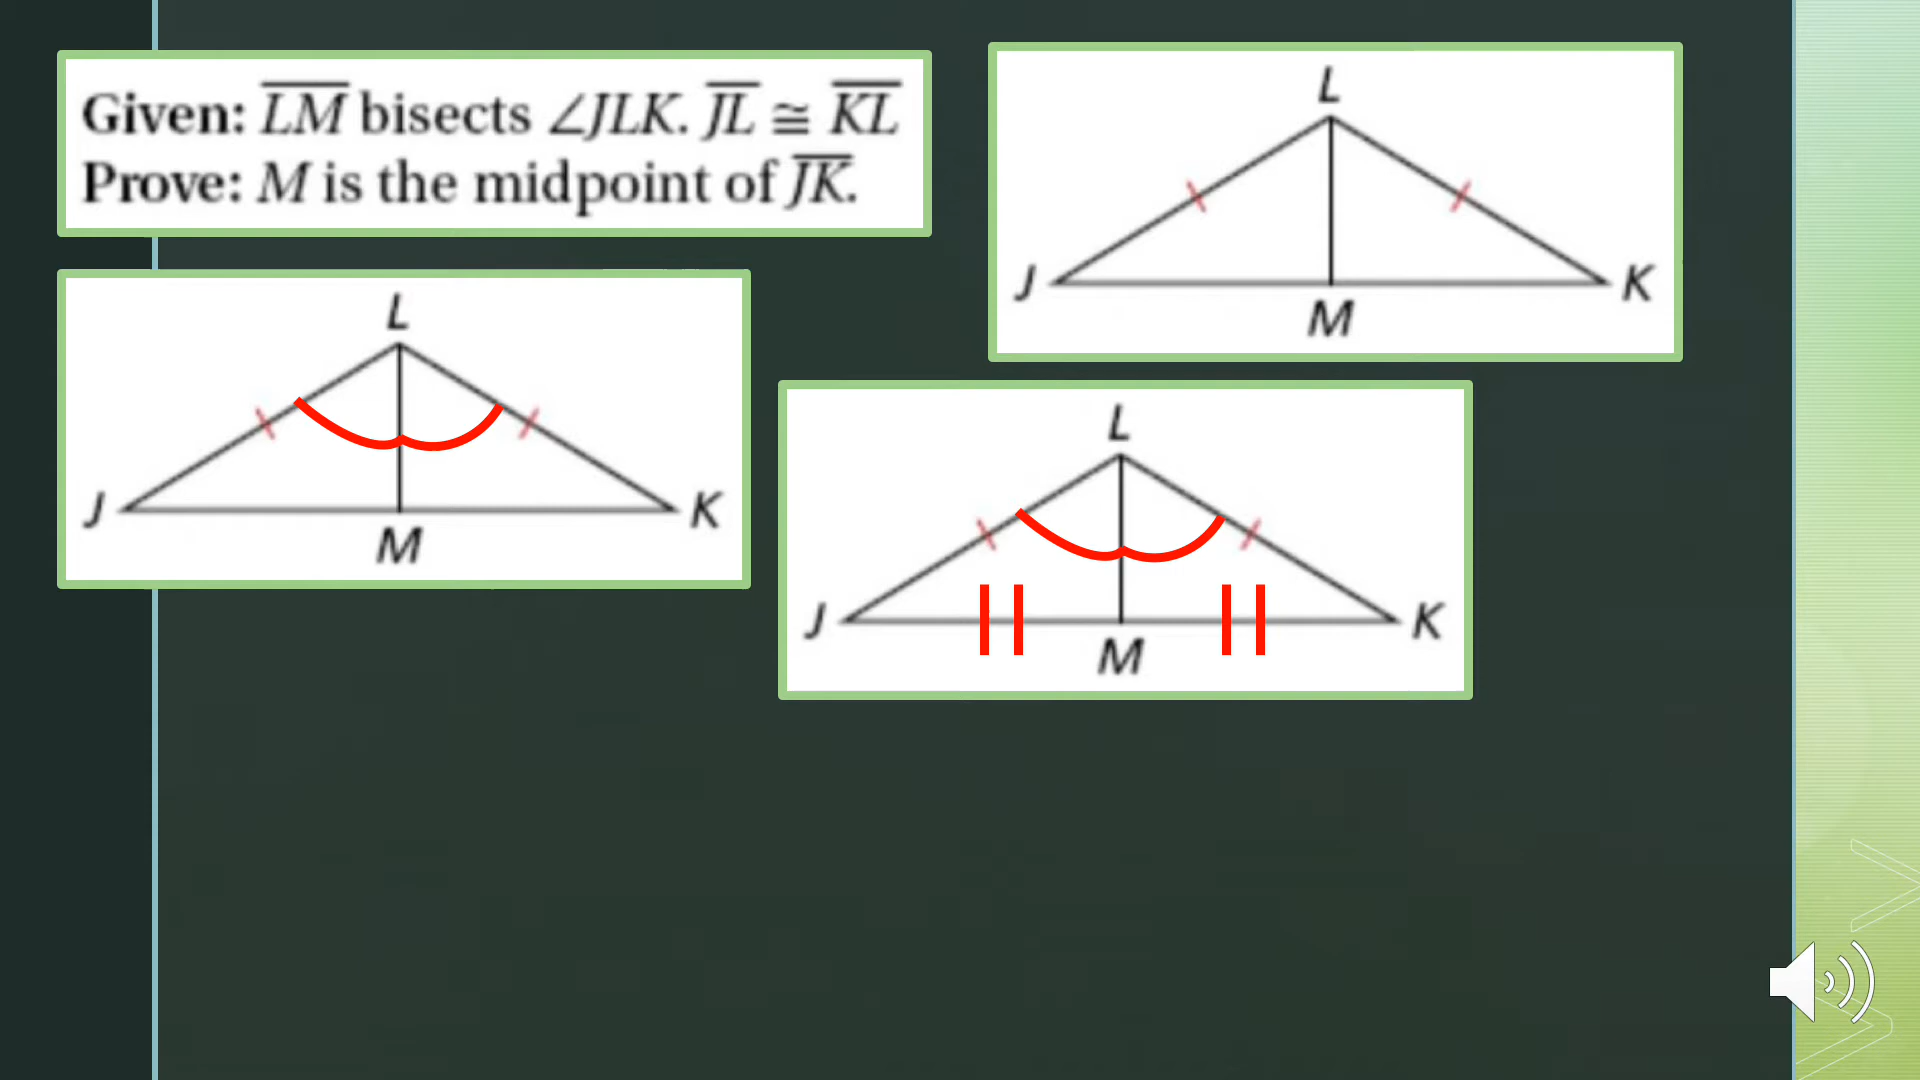 Given: LM bisects ∠JLK. JL ≅ KL
Prove: M is the midpoint of JK.
L
J
K
M
L
J
K
M
L
J
K
M